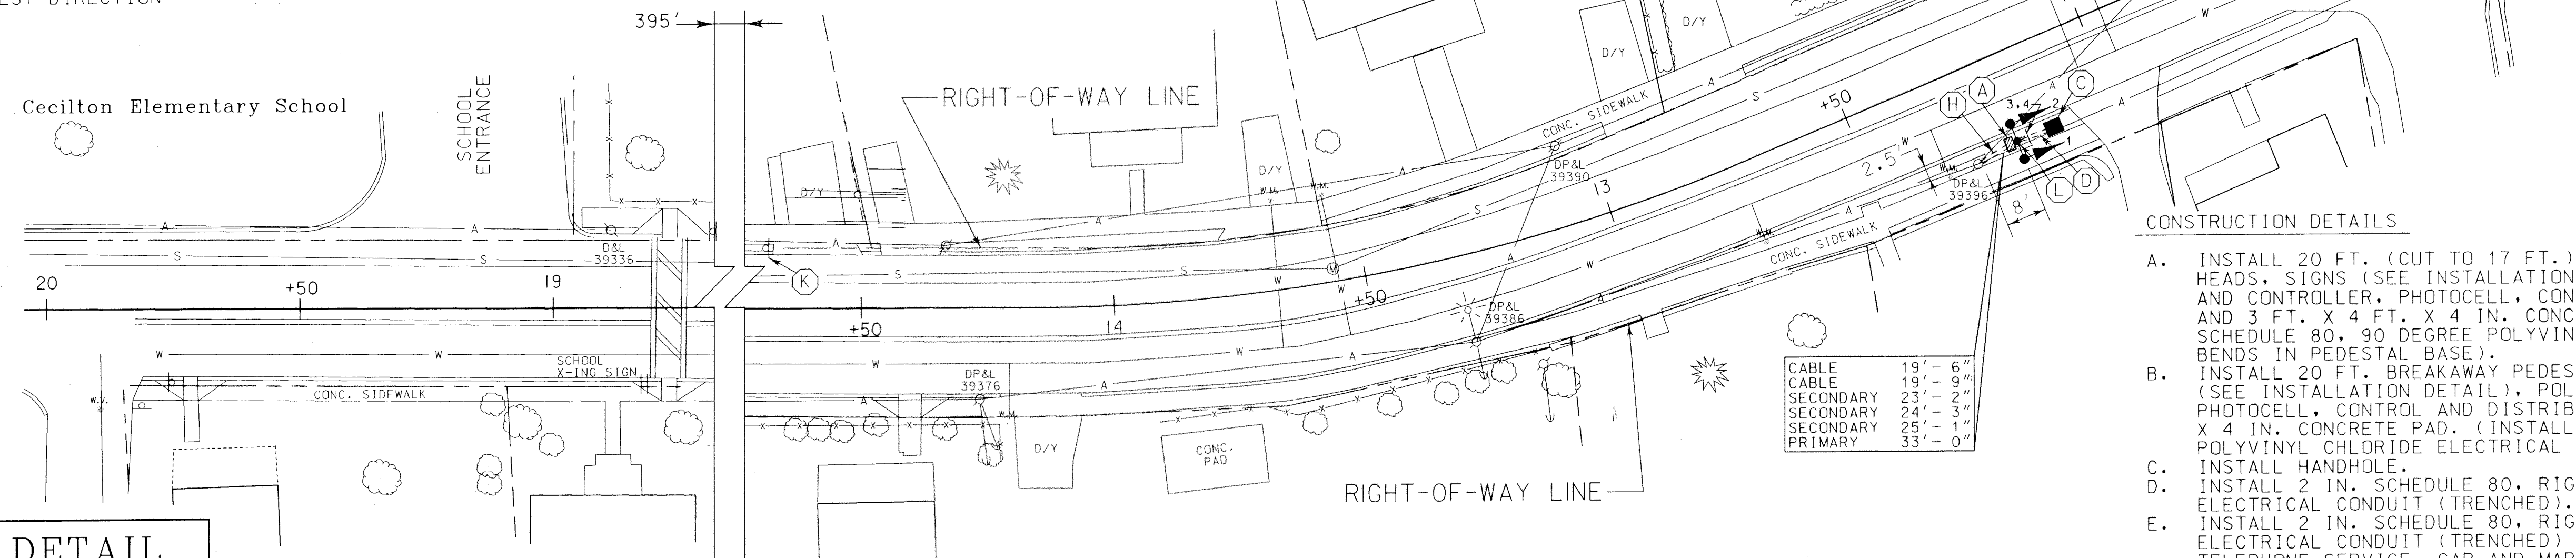 EST DIRECTION
395'
Cecilton Elementary School
SCHOOL
ENTRANCE
RIGHT-OF-WAY LINE
D/Y
D/Y
D/Y
D/Y
W.M.
W.M.
CONC. SIDEWALK
DP&L
39390
D&L
39336
K
20
+50
19
+50
14
+50
13
+50
M
DP&L
39386
DP&L
39376
DP&L
39396
2.5'
8'
H
A
C
3,4
2
1
L
D
W.M.
W.M.
W.M.
W.V.
SCHOOL
X-ING SIGN
CONC. SIDEWALK
CONC. SIDEWALK
D/Y
CONC.
PAD
RIGHT-OF-WAY LINE
CABLE 19'- 6"
CABLE 19'- 9"
SECONDARY 23'- 2"
SECONDARY 24'- 3"
SECONDARY 25'- 1"
PRIMARY 33'- 0"
DETAIL
CONSTRUCTION DETAILS
A. INSTALL 20 FT. (CUT TO 17 FT.)
HEADS, SIGNS (SEE INSTALLATION
AND CONTROLLER, PHOTOCELL, CON
AND 3 FT. X 4 FT. X 4 IN. CONC
SCHEDULE 80, 90 DEGREE POLYVIN
BENDS IN PEDESTAL BASE).
B. INSTALL 20 FT. BREAKAWAY PEDES
(SEE INSTALLATION DETAIL), POL
PHOTOCELL, CONTROL AND DISTRIB
X 4 IN. CONCRETE PAD. (INSTALL
POLYVINYL CHLORIDE ELECTRICAL
C. INSTALL HANDHOLE.
D. INSTALL 2 IN. SCHEDULE 80, RIG
ELECTRICAL CONDUIT (TRENCHED).
E. INSTALL 2 IN. SCHEDULE 80, RIG
ELECTRICAL CONDUIT (TRENCHED)